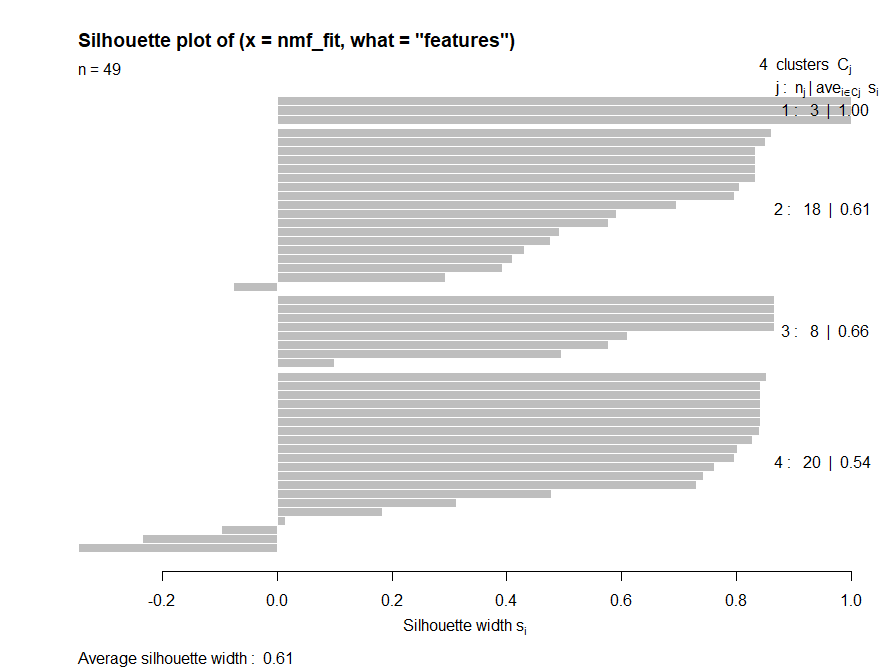 Silhouette plot of (x = nmf_fit, what = "features")
n = 49
4 clusters Cj
j : nj | avei∈Cj si
1 : 3 | 1.00
2 : 18 | 0.61
3 : 8 | 0.66
4 : 20 | 0.54
-0.2 0.0 0.2 0.4 0.6 0.8 1.0
Silhouette width si
Average silhouette width : 0.61